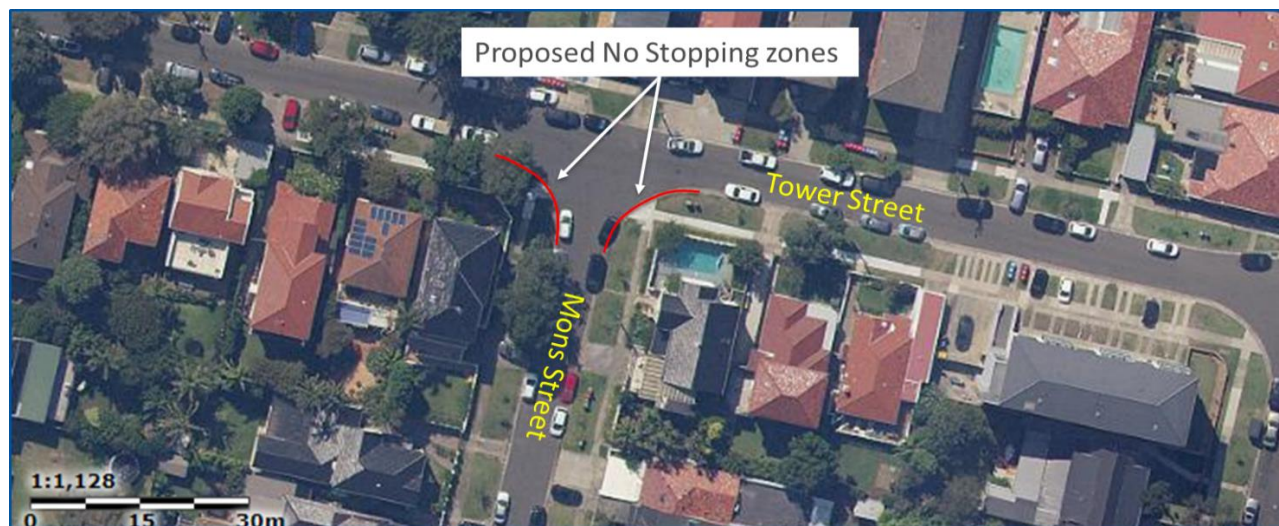 Proposed No Stopping zones
Tower Street
Mons Street
1:1,128
0 15 30m